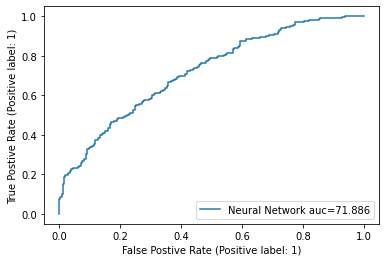 1.0
0.8
0.6
0.4
0.2
0.0
True Postive Rate (Positive label: 1)
Neural Network auc=71.886
0.0 0.2 0.4 0.6 0.8 1.0
False Postive Rate (Positive label: 1)